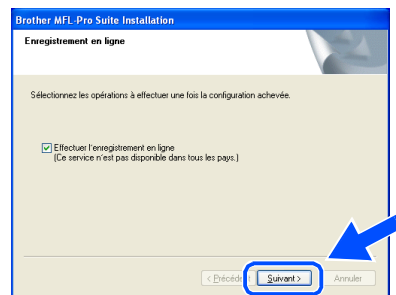 Brother MFL-Pro Suite Installation
Enregistrement en ligne
Sélectionnez les opérations à effectuer une fois la configuration achevée.
Effectuer l'enregistrement en ligne
(Ce service n'est pas disponible dans tous les pays.)
< Précédent Suivant > Annuler